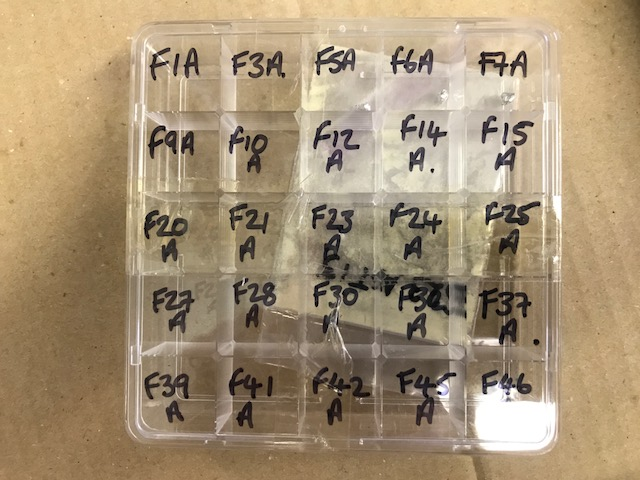 F1A F3A. F5A F6A F7A
F9A F10 F12 F14 F15
A A A. A
F20 F21 F23 F24 F25
A A A A A
F27 F28 F30 F37
A A A A A.
F39 F41 F42 F45 F46
A A A A